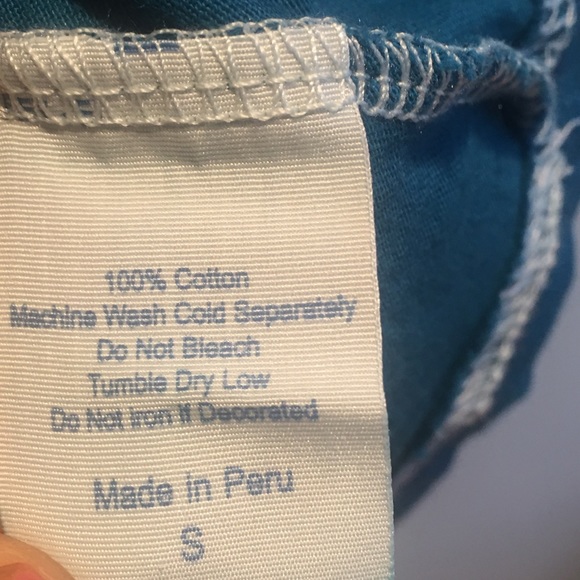 100% Cotton
Machine Wash Cold Separately
Do Not Bleach
Tumble Dry Low
Do Not Iron If Decorated
Made In Peru
S